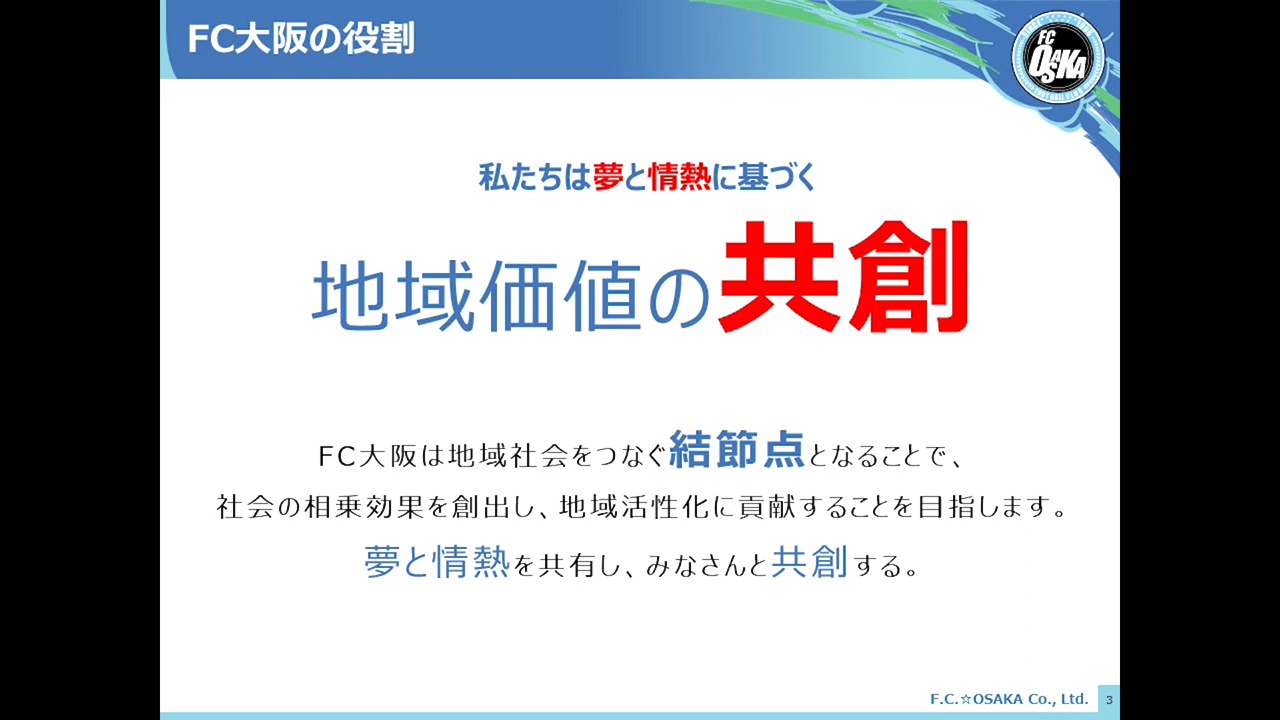 FC大阪の役割
FC
OSAKA
私たちは夢と情熱に基づく
地域価値の共創
FC大阪は地域社会をつなぐ結節点となることで、
社会の相乗効果を創出し、地域活性化に貢献することを目指します。
夢と情熱を共有し、みなさんと共創する。
F.C.☆OSAKA Co., Ltd.
3